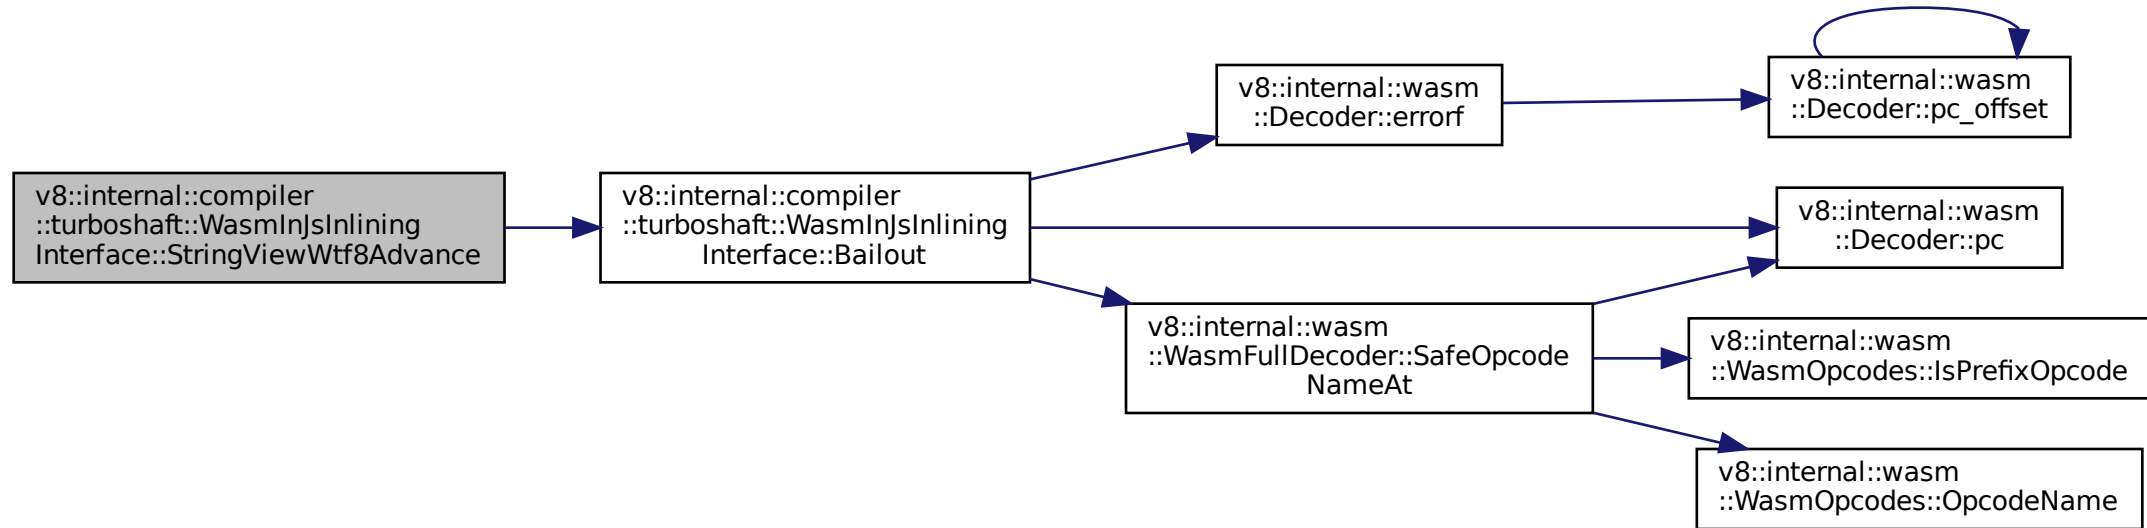 v8::internal::compiler
::turboshaft::WasmInJsInlining
Interface::StringViewWtf8Advance
v8::internal::compiler
::turboshaft::WasmInJsInlining
Interface::Bailout
v8::internal::wasm
::Decoder::errorf
v8::internal::wasm
::Decoder::pc_offset
v8::internal::wasm
::Decoder::pc
v8::internal::wasm
::WasmFullDecoder::SafeOpcode
NameAt
v8::internal::wasm
::WasmOpcodes::IsPrefixOpcode
v8::internal::wasm
::WasmOpcodes::OpcodeName